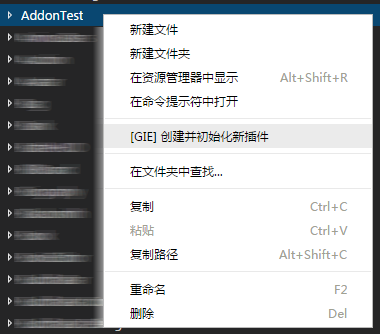 AddonTest
新建文件
新建文件夹
在资源管理器中显示 Alt+Shift+R
在命令提示符中打开
[GIE] 创建并初始化新插件
在文件夹中查找...
复制 Ctrl+C
粘贴 Ctrl+V
复制路径 Alt+Shift+C
重命名 F2
删除 Del